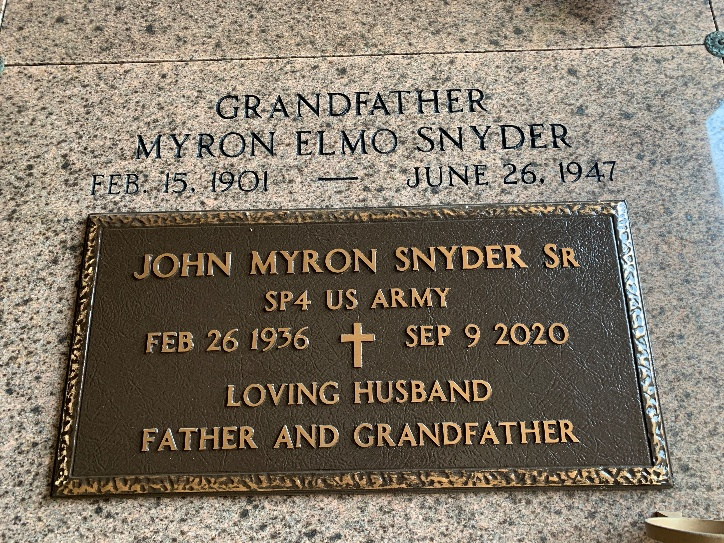 GRANDFATHER
MYRON ELMO SNYDER
FEB. 15, 1901 — JUNE 26, 1947
JOHN MYRON SNYDER SR
SP4 US ARMY
FEB 26 1936 SEP 9 2020
LOVING HUSBAND
FATHER AND GRANDFATHER